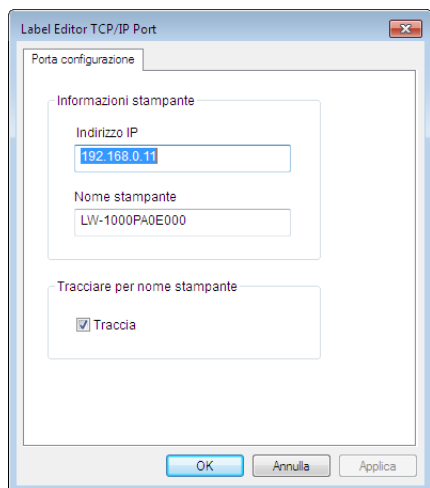 Label Editor TCP/IP Port
Porta configurazione
Informazioni stampante
Indirizzo IP
192.168.0.11
Nome stampante
LW-1000PA0E000
Tracciare per nome stampante
Traccia
OK
Annulla
Applica